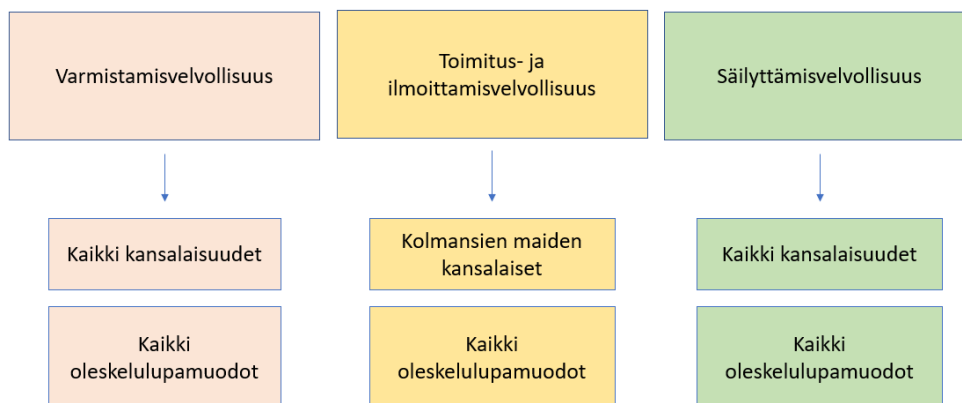 Varmistamisvelvollisuus
Toimitus- ja
ilmoittamisvelvollisuus
Säilyttämisvelvollisuus
Kaikki kansalaisuudet
Kolmansien maiden
kansalaiset
Kaikki kansalaisuudet
Kaikki
oleskelulupamuodot
Kaikki
oleskelulupamuodot
Kaikki
oleskelulupamuodot